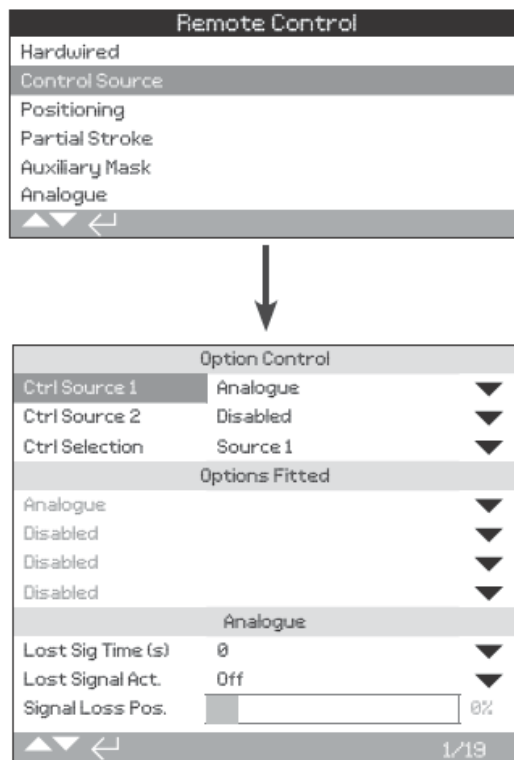 Remote Control
Hardwired
Control Source
Positioning
Partial Stroke
Auxiliary Mask
Analogue
Option Control
Ctrl Source 1 Analogue
Ctrl Source 2 Disabled
Ctrl Selection Source 1
Options Fitted
Analogue
Disabled
Disabled
Disabled
Analogue
Lost Sig Time (s) 0
Lost Signal Act. Off
Signal Loss Pos. 0%
1/19